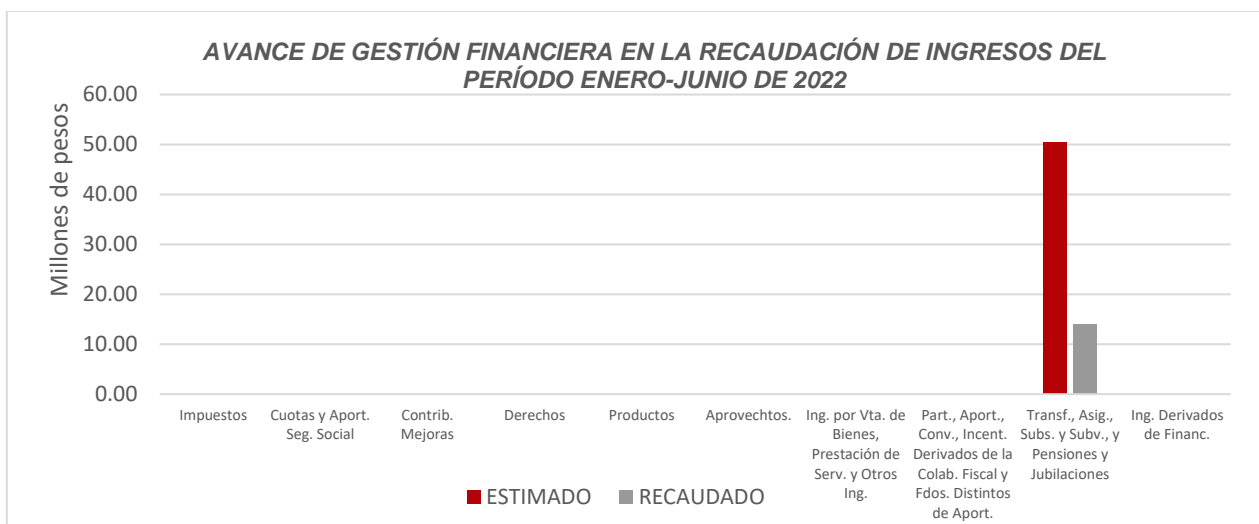 AVANCE DE GESTIÓN FINANCIERA EN LA RECAUDACIÓN DE INGRESOS DEL
PERÍODO ENERO-JUNIO DE 2022
Millones de pesos
60.00
50.00
40.00
30.00
20.00
10.00
0.00
Impuestos
Cuotas y Aport.
Seg. Social
Contrib.
Mejoras
Derechos
Productos
Aprovechtos.
Ing. por Vta. de
Bienes,
Prestación de
Serv. y Otros
Ing.
Part., Aport.,
Conv., Incent.
Derivados de la
Colab. Fiscal y
Fdos. Distintos
de Aport.
Transf., Asig.,
Subs. y Subv., y
Pensiones y
Jubilaciones
Ing. Derivados
de Financ.
ESTIMADO
RECAUDADO